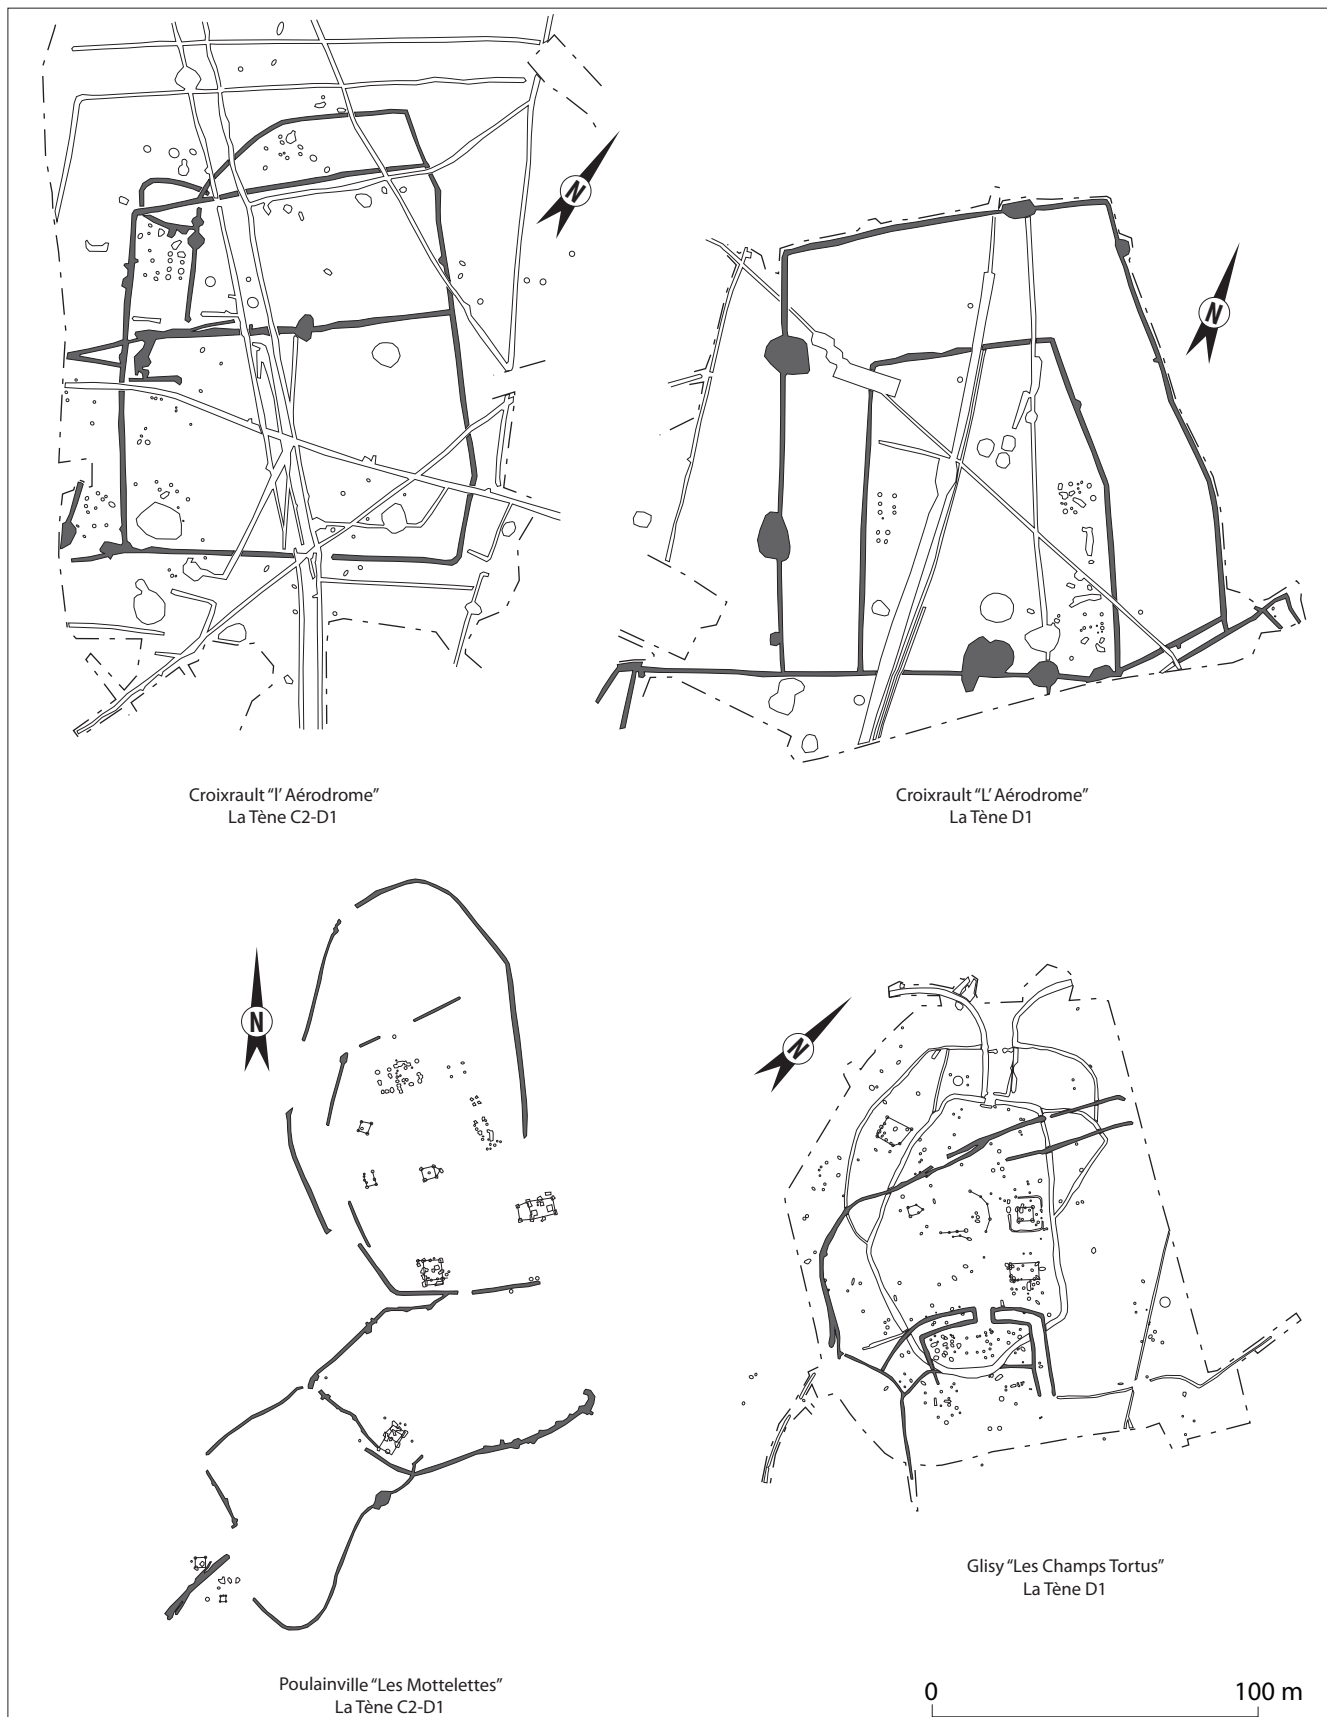 N
N
Croixrault “l’ Aérodrome”
La Tène C2-D1
Croixrault “L’ Aérodrome”
La Tène D1
N
N
Glisy “Les Champs Tortus”
La Tène D1
Poulainville “Les Mottelettes”
La Tène C2-D1
0 100 m